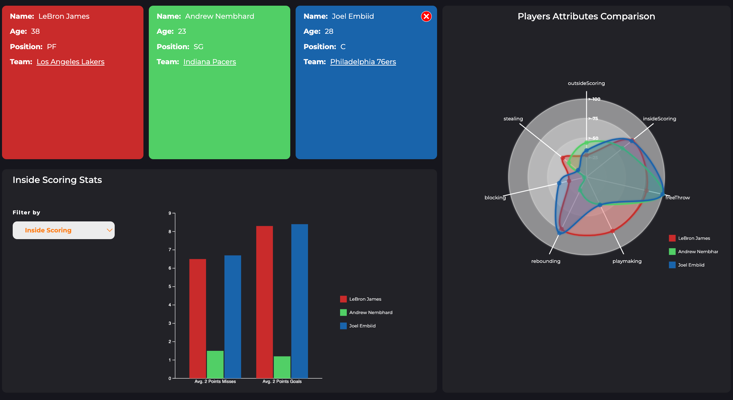 Name: LeBron James
Age: 38
Position: PF
Team: Los Angeles Lakers
Name: Andrew Nembhard
Age: 23
Position: SG
Team: Indiana Pacers
Name: Joel Embiid
Age: 28
Position: C
Team: Philadelphia 76ers
Inside Scoring Stats
Filter by
Inside Scoring
9
8
7
6
5
4
3
2
1
0
Avg. 2 Points Misses
Avg. 2 Points Goals
LeBron James
Andrew Nembhard
Joel Embiid
Players Attributes Comparison
outsideScoring
100
75
50
stealing
insideScoring
blocking
freeThrow
rebounding
playmaking
LeBron James
Andrew Nembhar
Joel Embiid